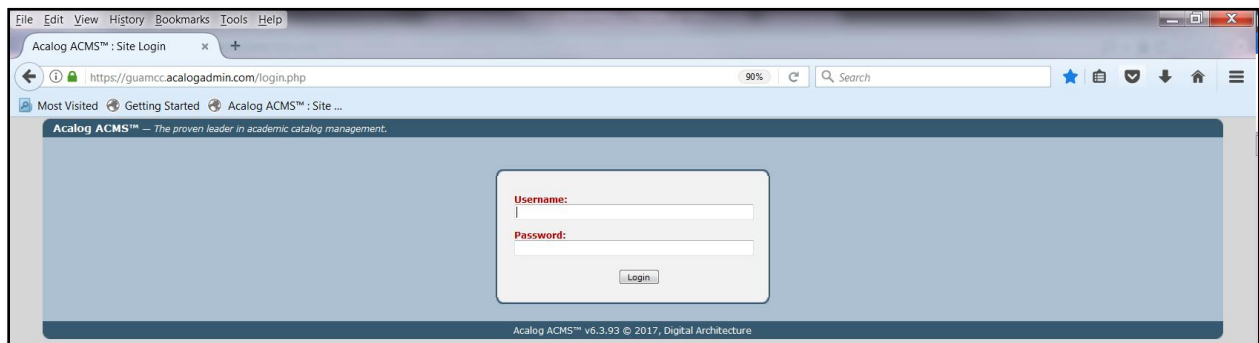 File Edit View History Bookmarks Tools Help
Acalog ACMS™ : Site Login × +
https://guamcc.acalogadmin.com/login.php 90% Search
Most Visited Getting Started Acalog ACMS™ : Site ...
Acalog ACMS™ — The proven leader in academic catalog management.
Username:
Password:
Login
Acalog ACMS™ v6.3.93 © 2017, Digital Architecture